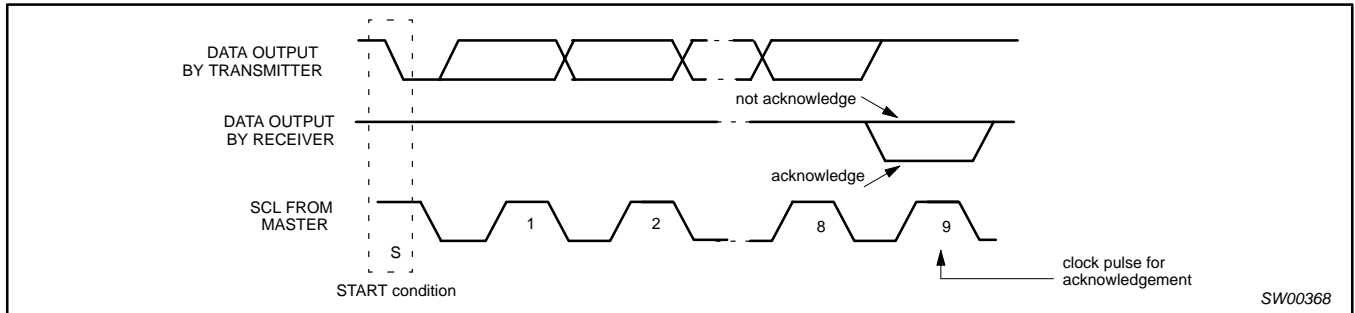 DATA OUTPUT
BY TRANSMITTER
not acknowledge
DATA OUTPUT
BY RECEIVER
acknowledge
SCL FROM
MASTER
1
2
8
9
S
START condition
clock pulse for
acknowledgement
SW00368